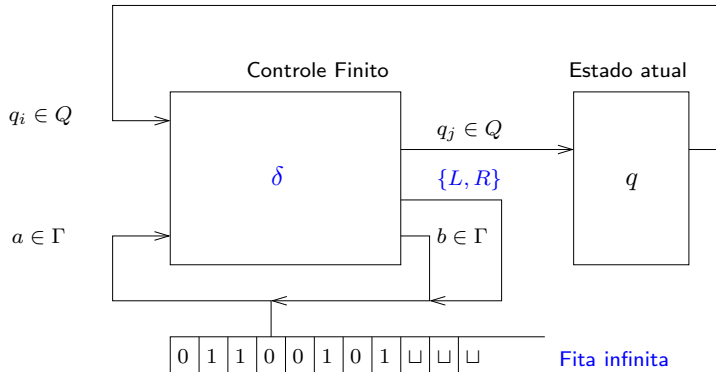 Controle Finito
Estado atual
q_i ∈ Q
q_j ∈ Q
δ
{L, R}
q
a ∈ Γ
b ∈ Γ
0 1 1 0 0 1 0 1 ⊔ ⊔ ⊔
Fita infinita